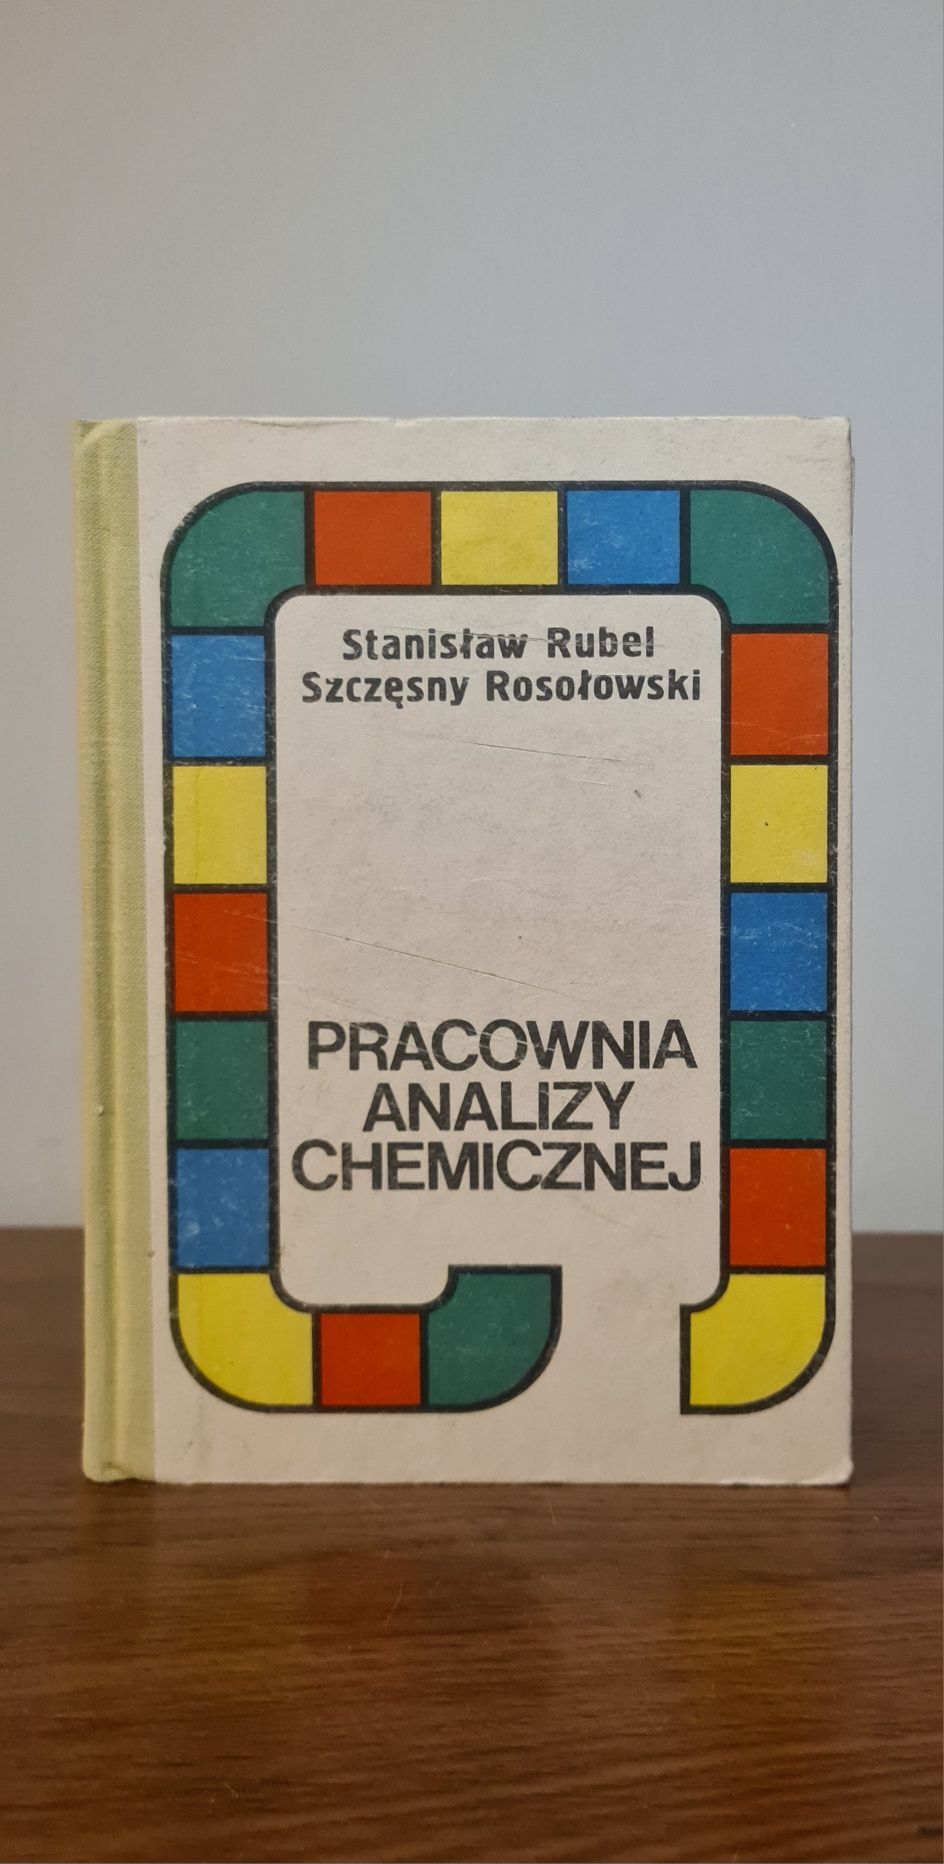 Stanisław Rubel
Szczęsny Rosołowski
PRACOWNIA
ANALIZY
CHEMICZNEJ